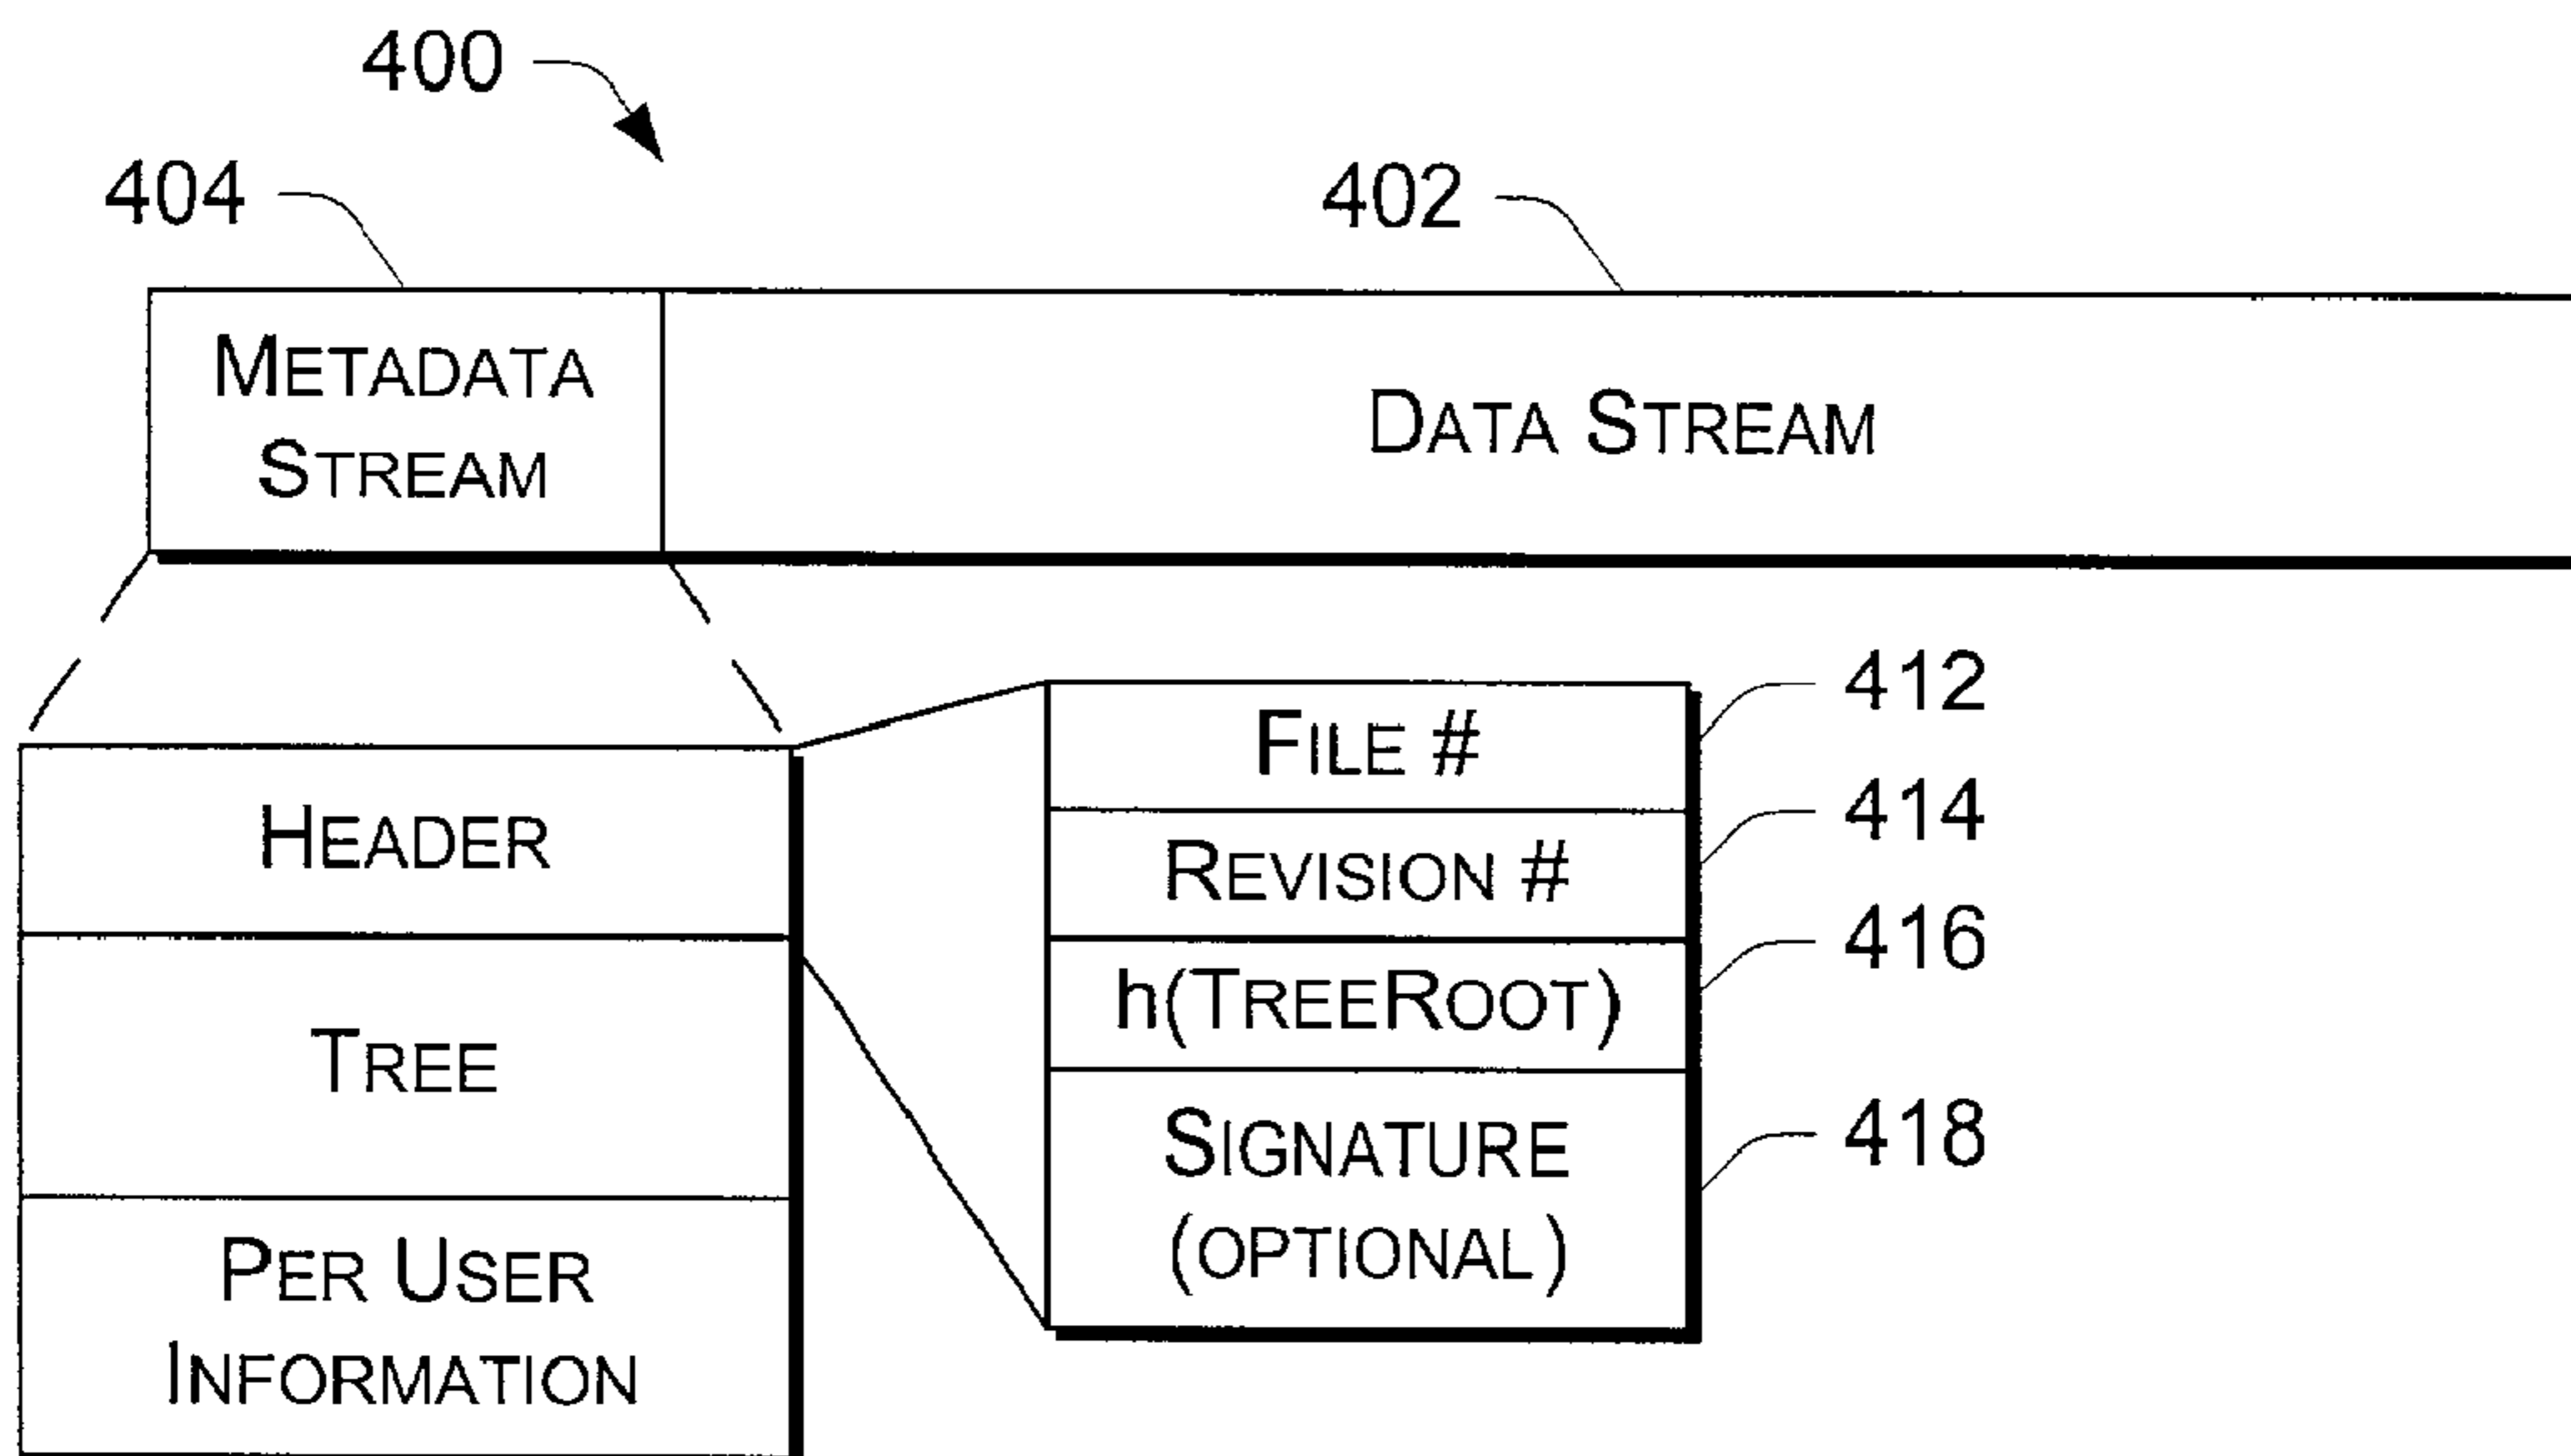 400
404
402
METADATA
STREAM
DATA STREAM
HEADER
TREE
PER USER
INFORMATION
FILE #
412
REVISION #
414
h(TREEROOT)
416
SIGNATURE
(OPTIONAL)
418